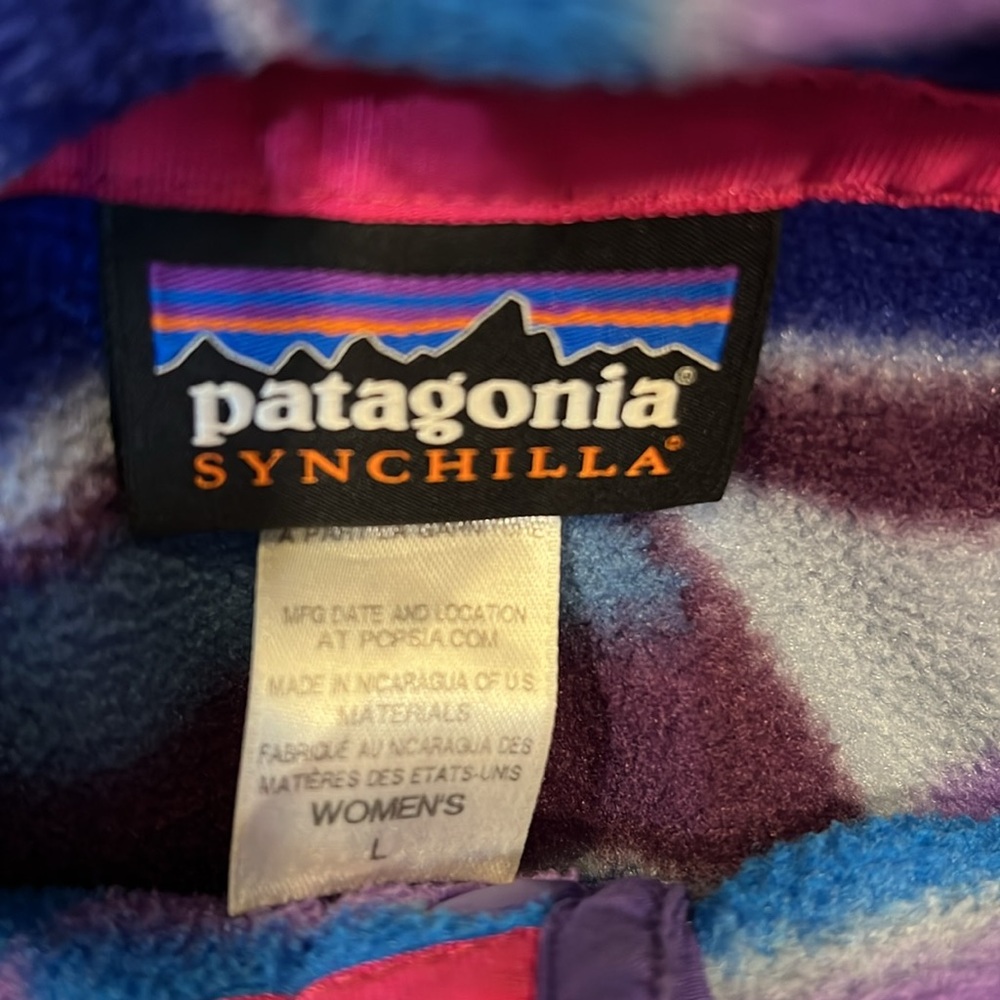 patagonia®
SYNCHILLA®
MFG DATE AND LOCATION
AT PCPSIA.COM
MADE IN NICARAGUA OF U.S.
MATERIALS
FABRIQUÉ AU NICARAGUA DES
MATIÈRES DES ETATS-UNIS
WOMEN'S
L